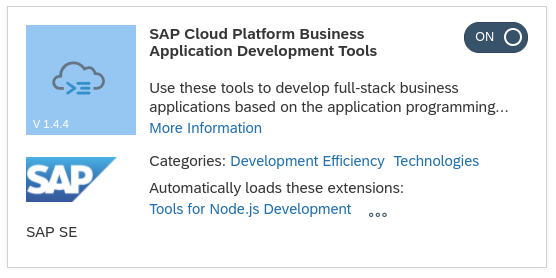 SAP Cloud Platform Business
Application Development Tools
ON
Use these tools to develop full-stack business
applications based on the application programming...
More Information
V 1.4.4
SAP
Categories: Development Efficiency Technologies
Automatically loads these extensions:
Tools for Node.js Development
SAP SE